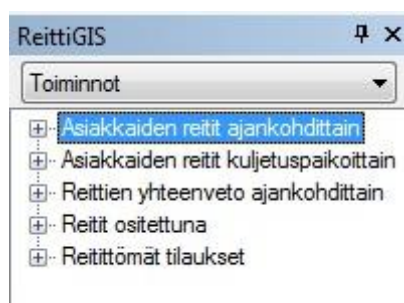 ReittiGIS
Toiminnot
Asiakkaiden reitit ajankohdittain
Asiakkaiden reitit kuljetuspaikoittain
Reittien yhteenveto ajankohdittain
Reitit ositettuna
Reitittömät tilaukset